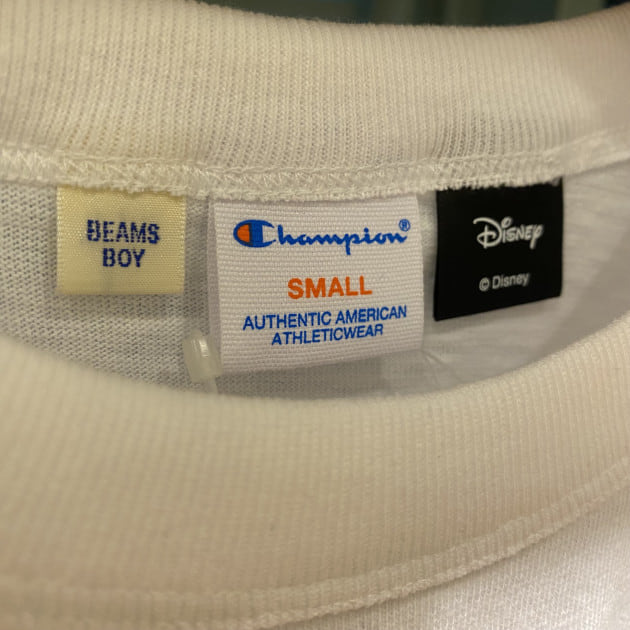 BEAMS
BOY
Champion®
SMALL
AUTHENTIC AMERICAN
ATHLETICWEAR
Disney
© Disney